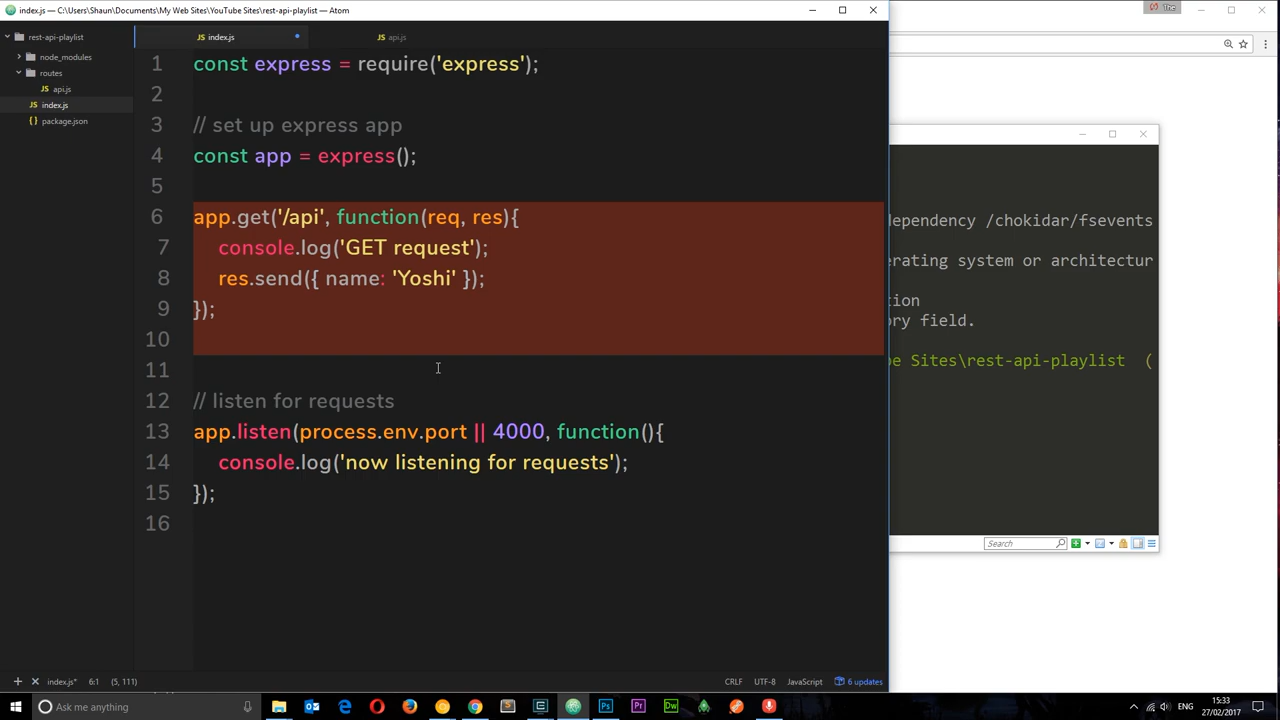 index.js — C:\Users\Shaun\Documents\My Web Sites\YouTube Sites\rest-api-playlist — Atom
The
rest-api-playlist
node_modules
routes
api.js
index.js
package.json
index.js
api.js
1 const express = require('express');
2
3 // set up express app
4 const app = express();
5
6 app.get('/api', function(req, res){
7 console.log('GET request');
8 res.send({ name: 'Yoshi' });
9 });
10
11
12 // listen for requests
13 app.listen(process.env.port || 4000, function(){
14 console.log('now listening for requests');
15 });
16
ependency /chokidar/fsevents
erating system or architectur
tion
ory field.
be Sites\rest-api-playlist (
Search
index.js* 6:1 (5, 111)
CRLF UTF-8 JavaScript 6 updates
Ask me anything
ENG
15:33
27/02/2017